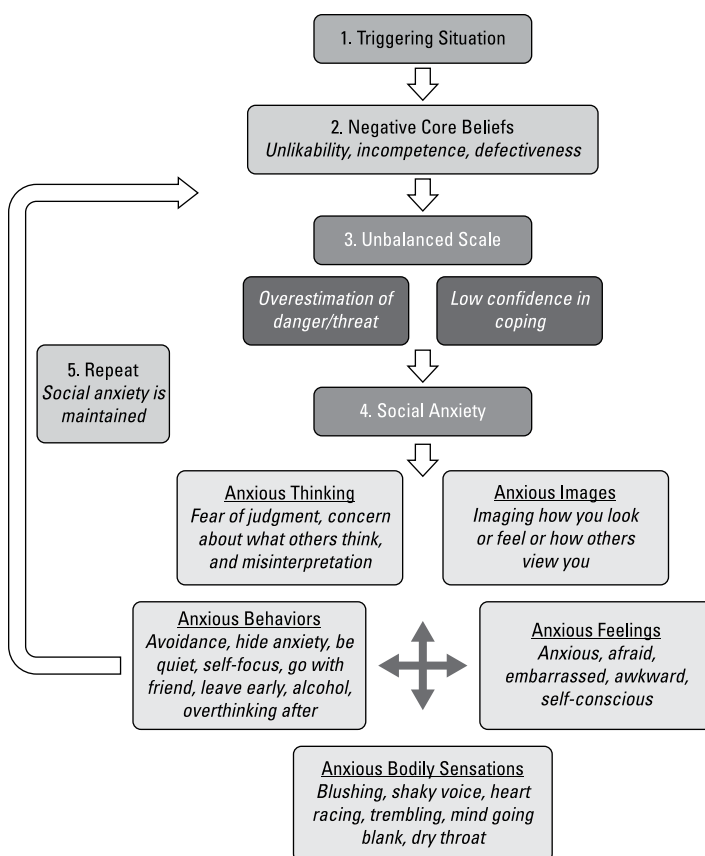 1. Triggering Situation
2. Negative Core Beliefs
Unlikability, incompetence, defectiveness
3. Unbalanced Scale
Overestimation of
danger/threat
Low confidence in
coping
5. Repeat
Social anxiety is
maintained
4. Social Anxiety
Anxious Thinking
Fear of judgment, concern
about what others think,
and misinterpretation
Anxious Images
Imaging how you look
or feel or how others
view you
Anxious Behaviors
Avoidance, hide anxiety, be
quiet, self-focus, go with
friend, leave early, alcohol,
overthinking after
Anxious Feelings
Anxious, afraid,
embarrassed, awkward,
self-conscious
Anxious Bodily Sensations
Blushing, shaky voice, heart
racing, trembling, mind going
blank, dry throat